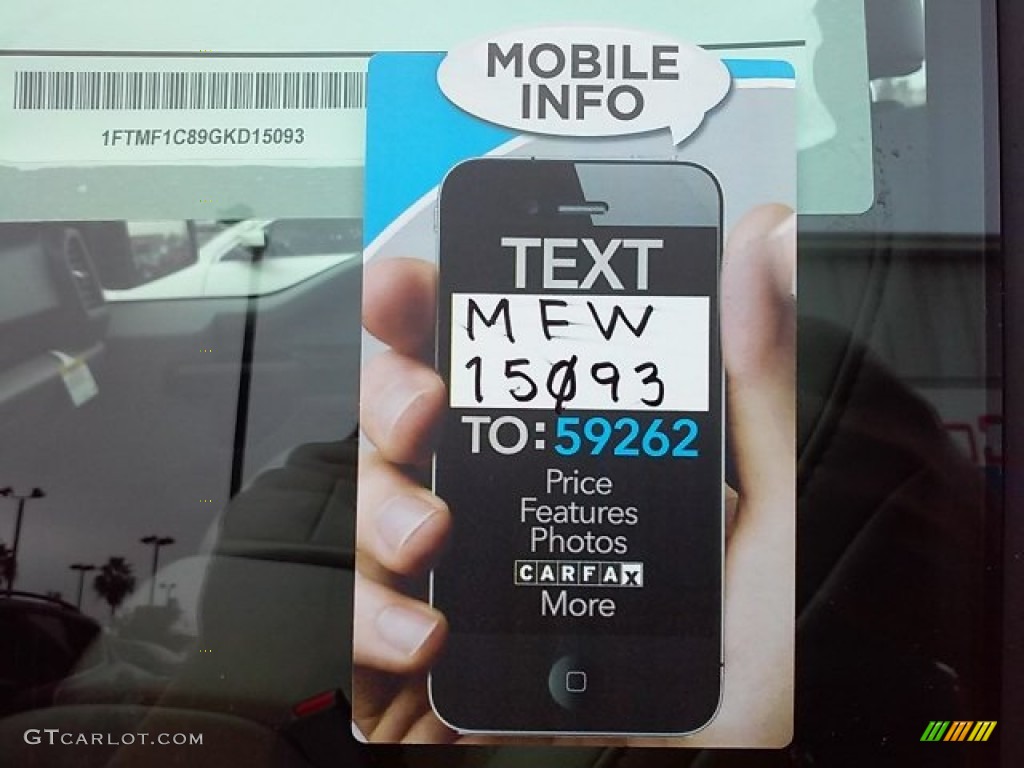 MOBILE
INFO
1FTMF1C89GKD15093
TEXT
MFW
15093
TO: 59262
Price
Features
Photos
CARFAX
More
GTCARLOT.COM